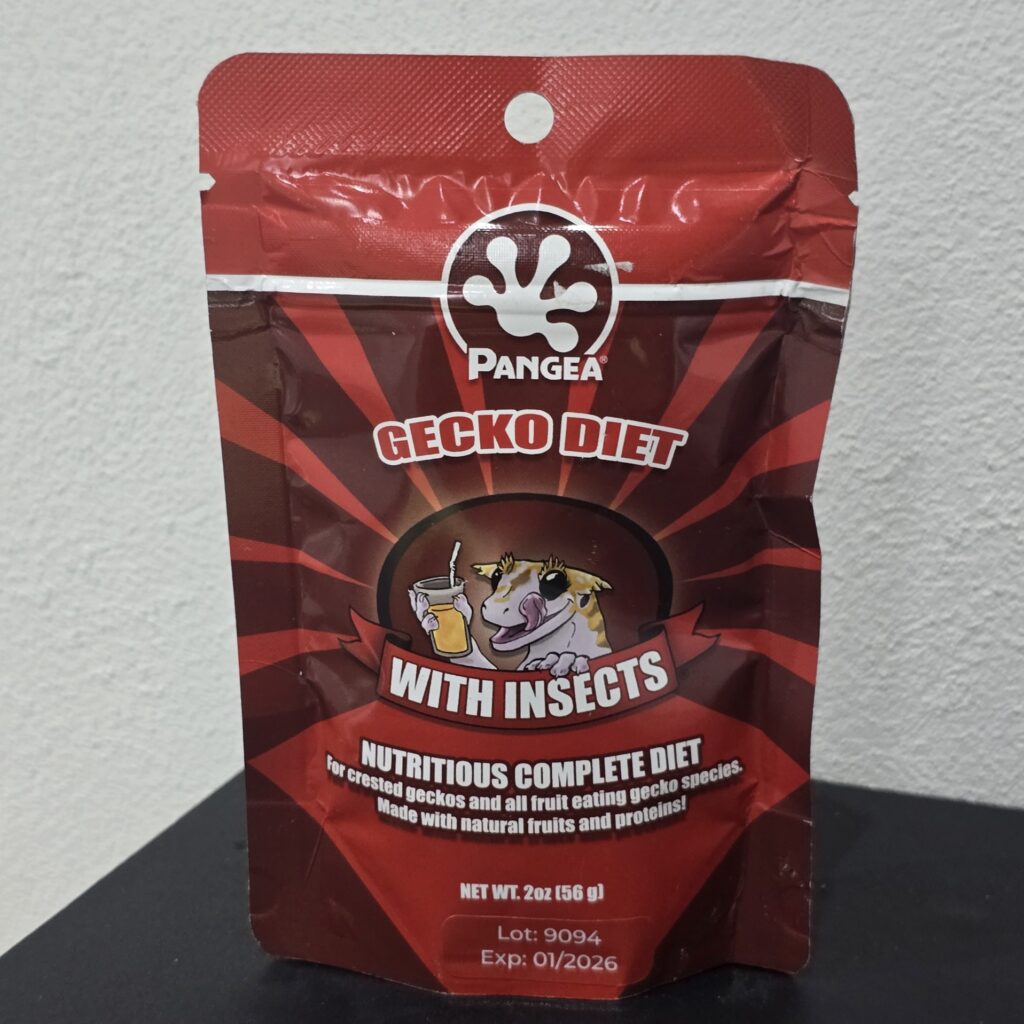 PANGEA®
GECKO DIET
WITH INSECTS
NUTRITIOUS COMPLETE DIET
For crested geckos and all fruit eating gecko species.
Made with natural fruits and proteins!
NET WT. 2oz (56 g)
Lot: 9094
Exp: 01/2026